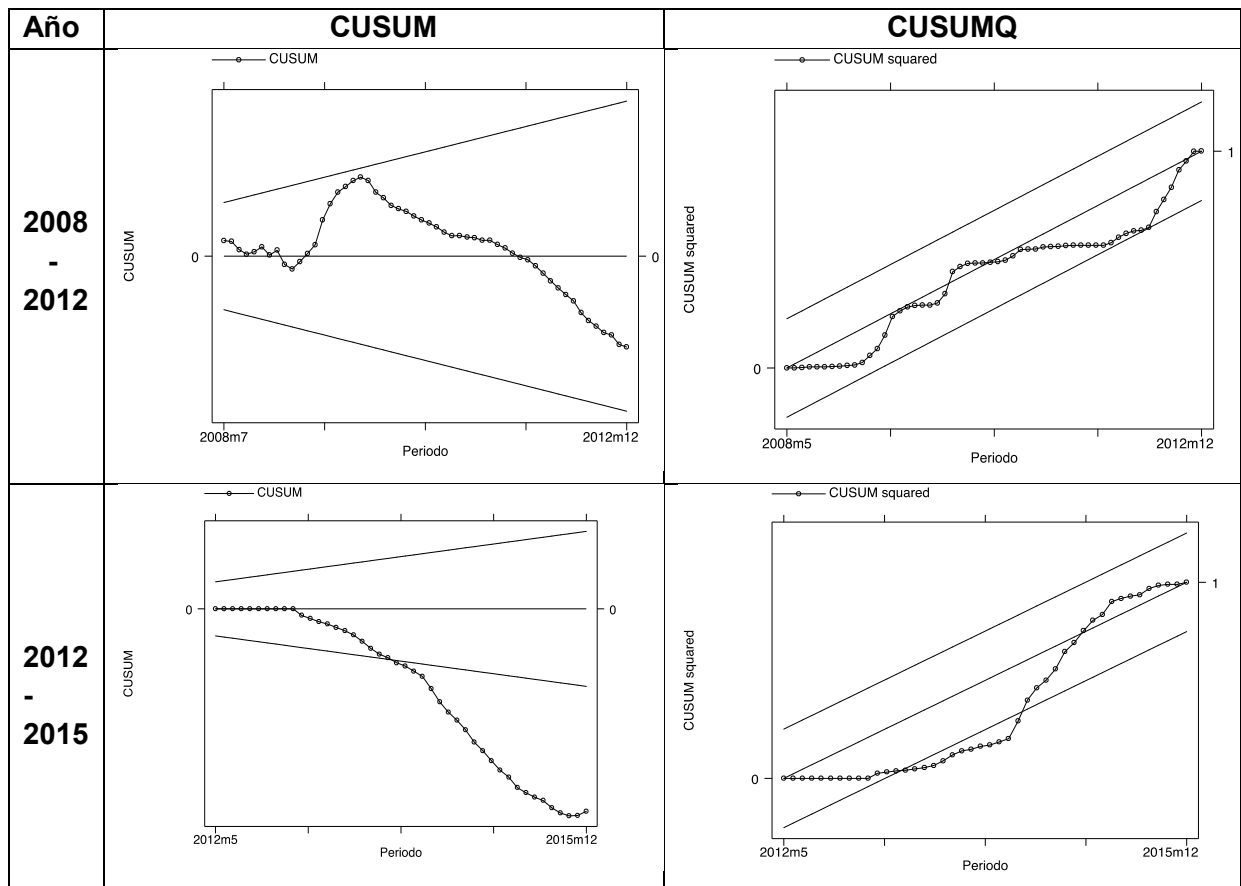 Año CUSUM CUSUMQ
2008
-
2012
CUSUM
CUSUM
0
0
2008m7
2012m12
Periodo
CUSUM squared
CUSUM squared
1
0
2008m5
2012m12
Periodo
2012
-
2015
CUSUM
CUSUM
0
0
2012m5
2015m12
Periodo
CUSUM squared
CUSUM squared
1
0
2012m5
2015m12
Periodo